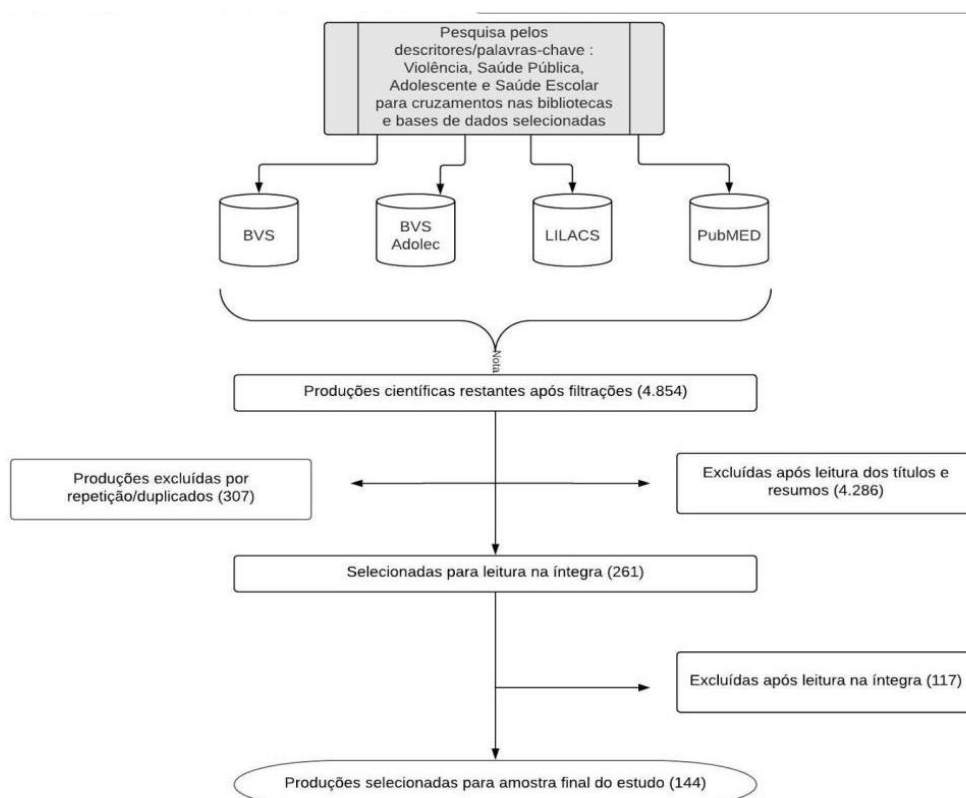 Pesquisa pelos
descritores/palavras-chave :
Violência, Saúde Pública,
Adolescente e Saúde Escolar
para cruzamentos nas bibliotecas
e bases de dados selecionadas
BVS
BVS
Adolec
LILACS
PubMED
Nota
Produções científicas restantes após filtrações (4.854)
Produções excluídas por
repetição/duplicados (307)
Excluídas após leitura dos títulos e
resumos (4.286)
Selecionadas para leitura na íntegra (261)
Excluídas após leitura na íntegra (117)
Produções selecionadas para amostra final do estudo (144)